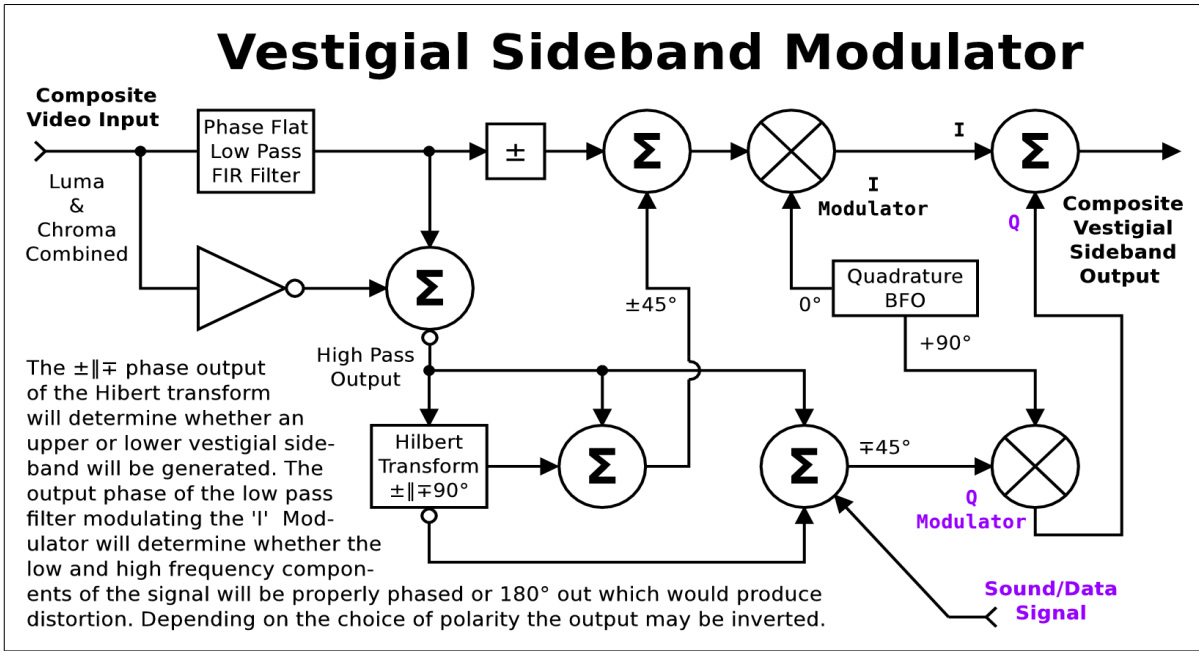 Vestigial Sideband Modulator
Composite
Video Input
Luma
&
Chroma
Combined
Phase Flat
Low Pass
FIR Filter
±
Σ
I
Modulator
I
Σ
Q
Composite
Vestigial
Sideband
Output
Σ
±45°
0°
Quadrature
BFO
+90°
High Pass
Output
Hilbert
Transform
±∥∓90°
Σ
Σ
∓45°
Q
Modulator
Sound/Data
Signal
The ±∥∓ phase output
of the Hibert transform
will determine whether an
upper or lower vestigial side-
band will be generated. The
output phase of the low pass
filter modulating the 'I' Mod-
ulator will determine whether the
low and high frequency compon-
ents of the signal will be properly phased or 180° out which would produce
distortion. Depending on the choice of polarity the output may be inverted.